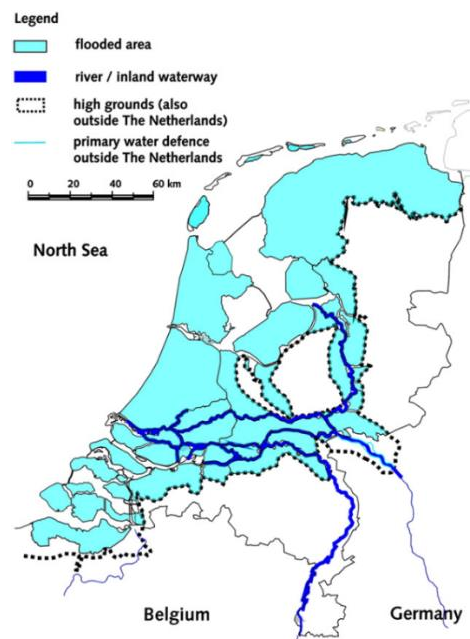 Legend
flooded area
river / inland waterway
high grounds (also
outside The Netherlands)
primary water defence
outside The Netherlands
0 20 40 60 km
North Sea
Belgium
Germany